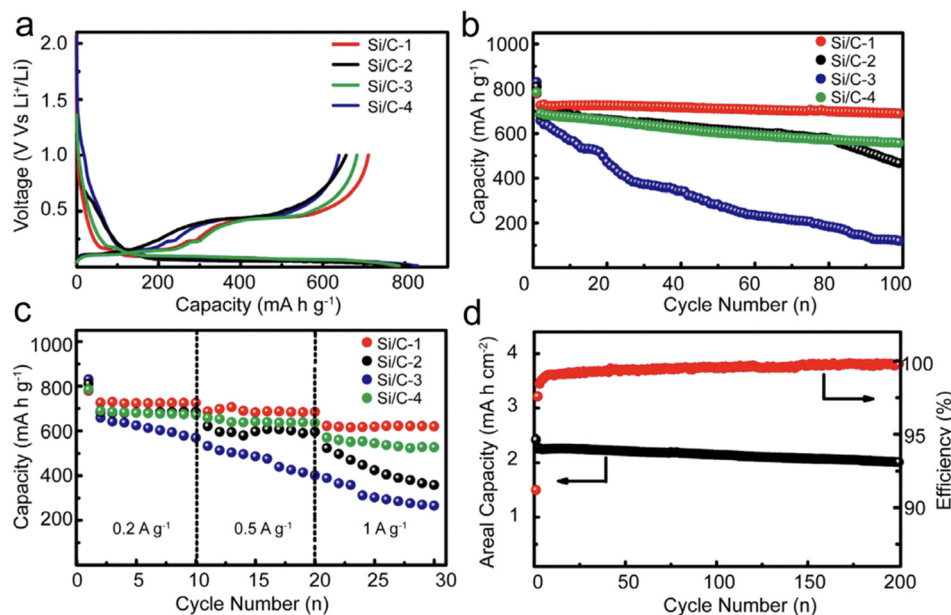 a
Voltage (V Vs Li⁺/Li)
2.0
1.5
1.0
0.5
0 200 400 600 800
Capacity (mA h g⁻¹)
Si/C-1
Si/C-2
Si/C-3
Si/C-4
b
Capacity (mA h g⁻¹)
1000
800
600
400
200
0 20 40 60 80 100
Cycle Number (n)
Si/C-1
Si/C-2
Si/C-3
Si/C-4
c
Capacity (mA h g⁻¹)
1000
800
600
400
200
0 5 10 15 20 25 30
Cycle Number (n)
Si/C-1
Si/C-2
Si/C-3
Si/C-4
0.2 A g⁻¹
0.5 A g⁻¹
1 A g⁻¹
d
Areal Capacity (mA h cm⁻²)
4
3
2
1
0 50 100 150 200
Cycle Number (n)
100
95
90
Efficiency (%)